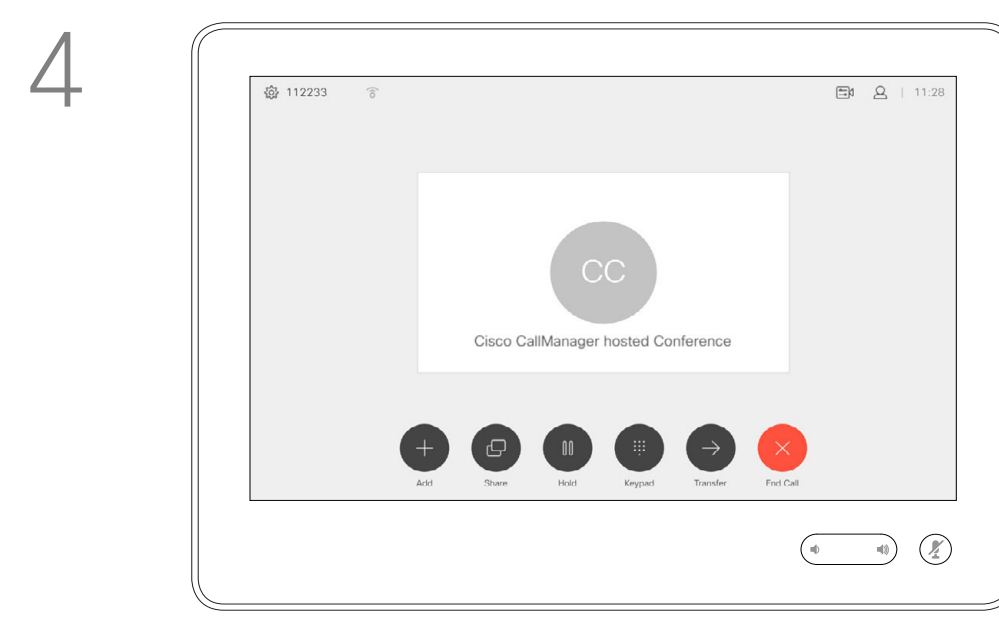 4
112233
11:28
CC
Cisco CallManager hosted Conference
Add Share Hold Keypad Transfer End Call